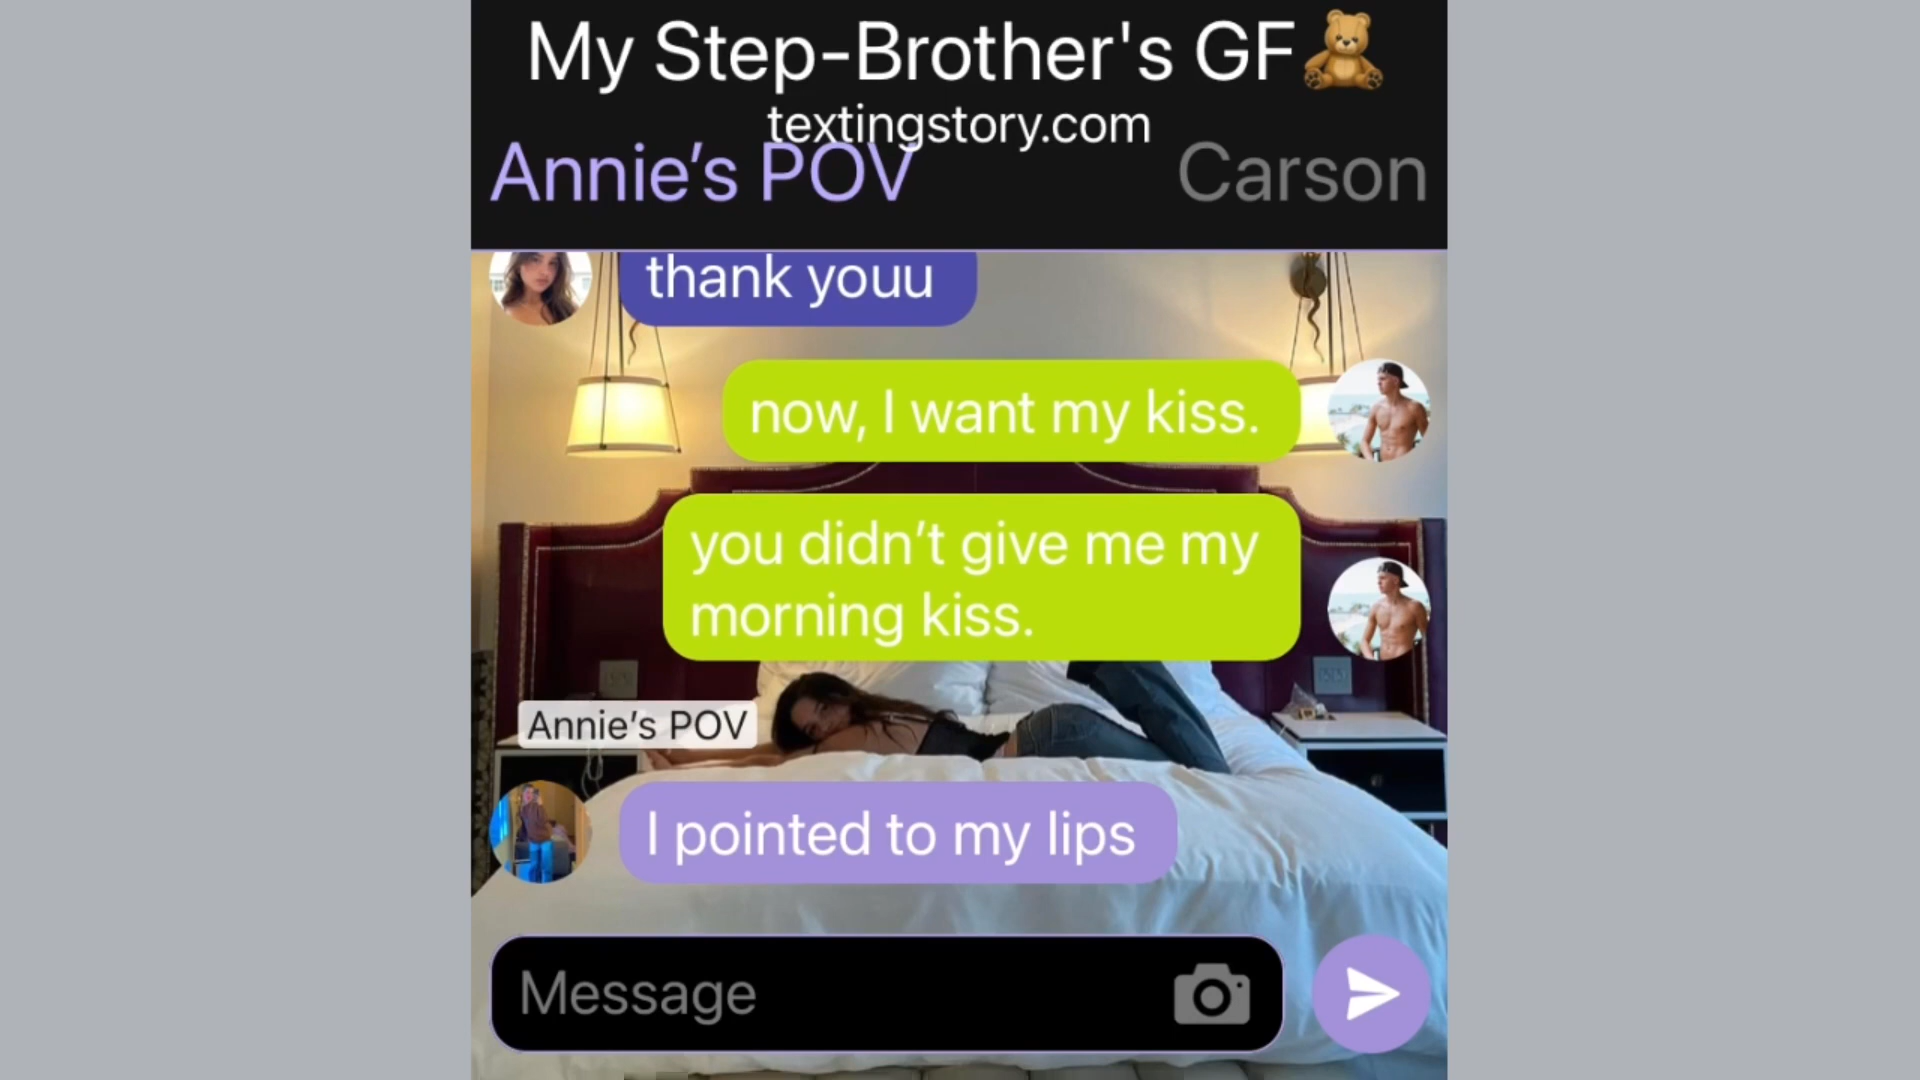 My Step-Brother's GF🧸
textingstory.com
Annie’s POV
Carson
thank youu
now, I want my kiss.
you didn’t give me my
morning kiss.
Annie’s POV
I pointed to my lips
Message